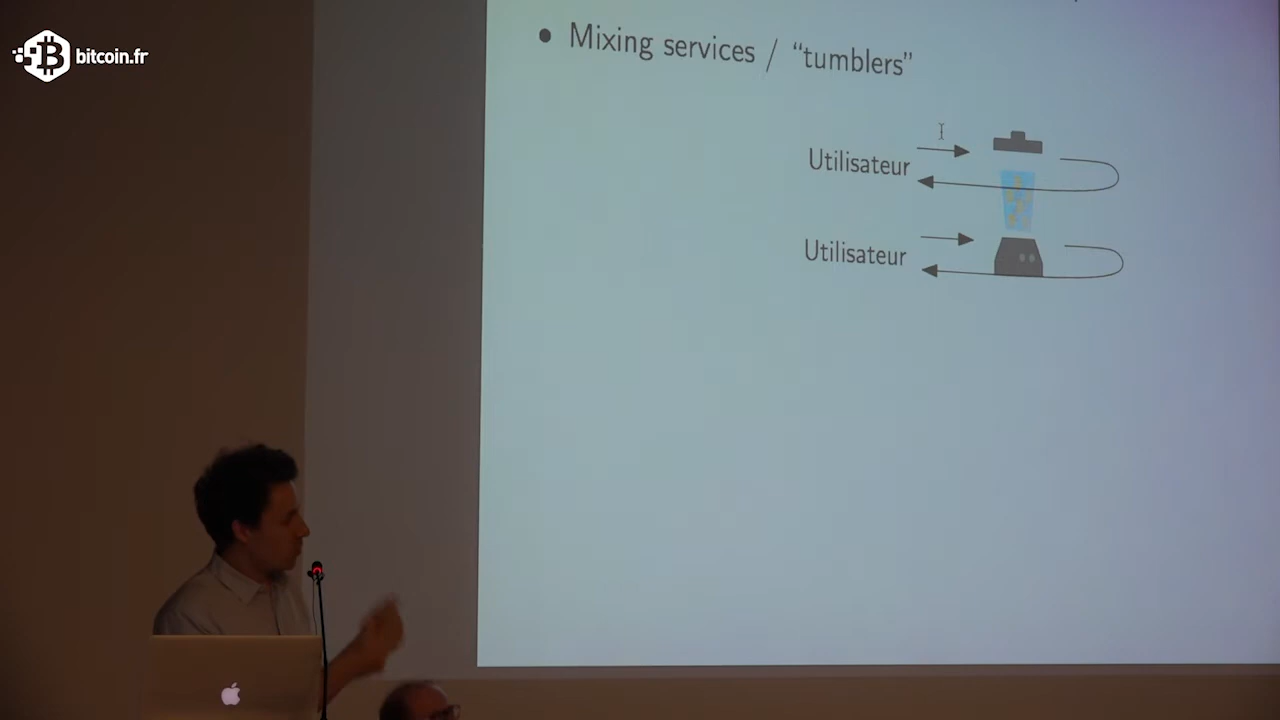 bitcoin.fr
• Mixing services / “tumblers”
Utilisateur
Utilisateur